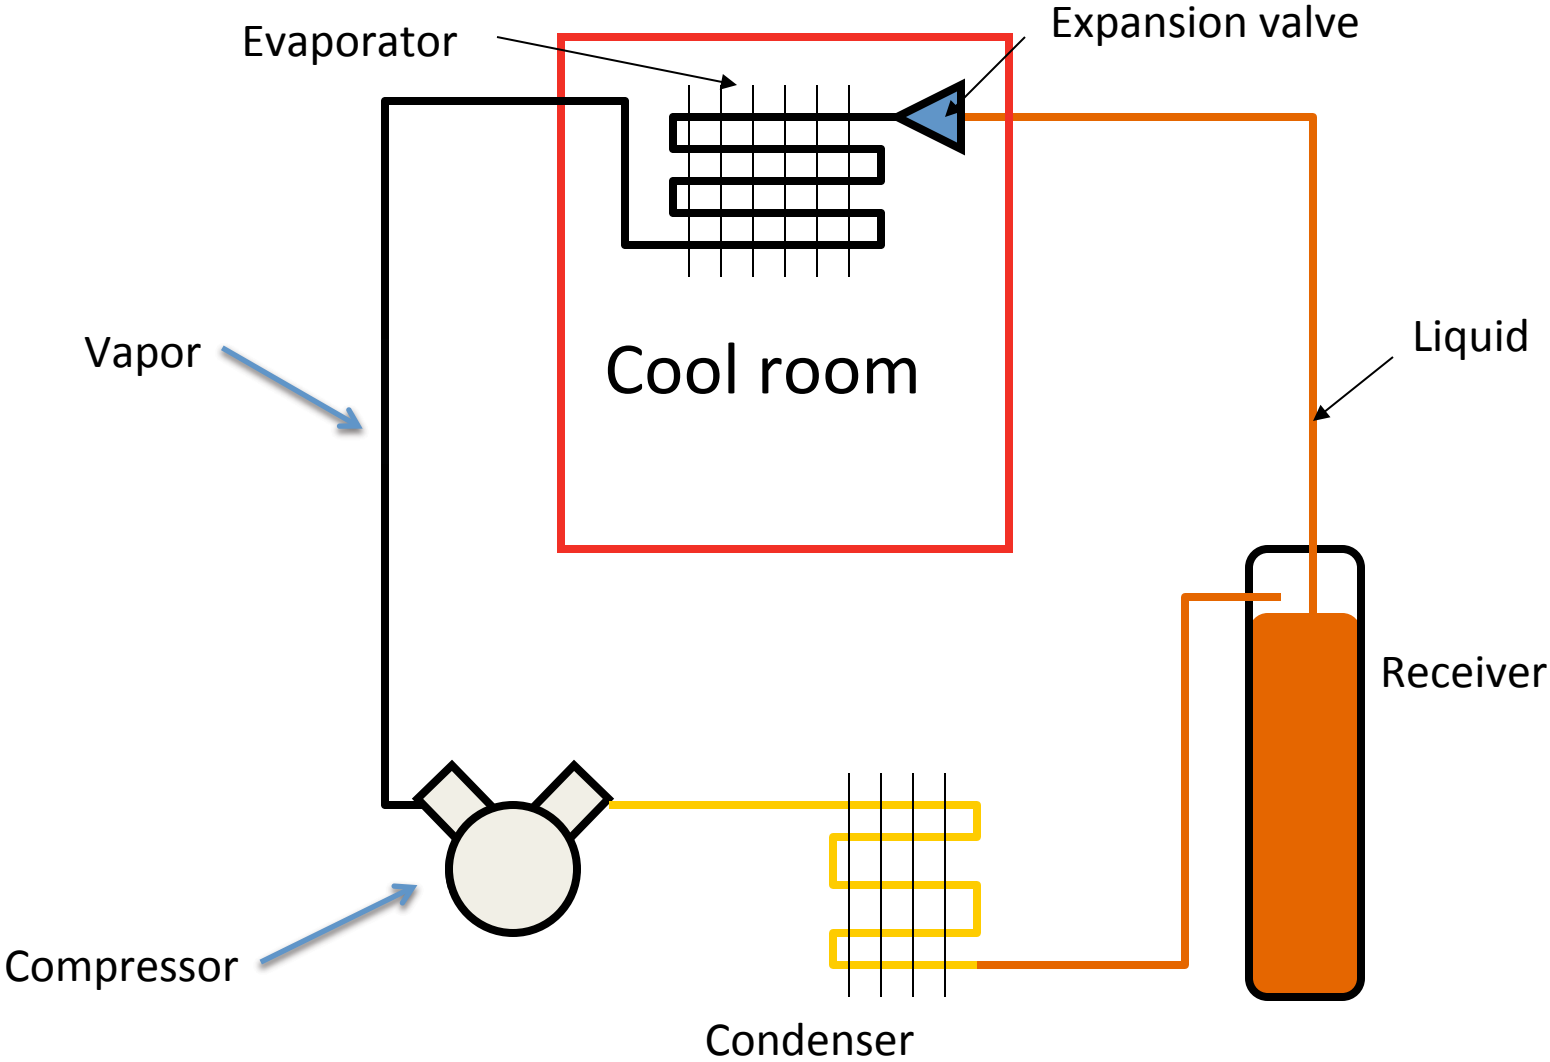 Evaporator
Expansion valve
Vapor
Liquid
Cool room
Receiver
Compressor
Condenser